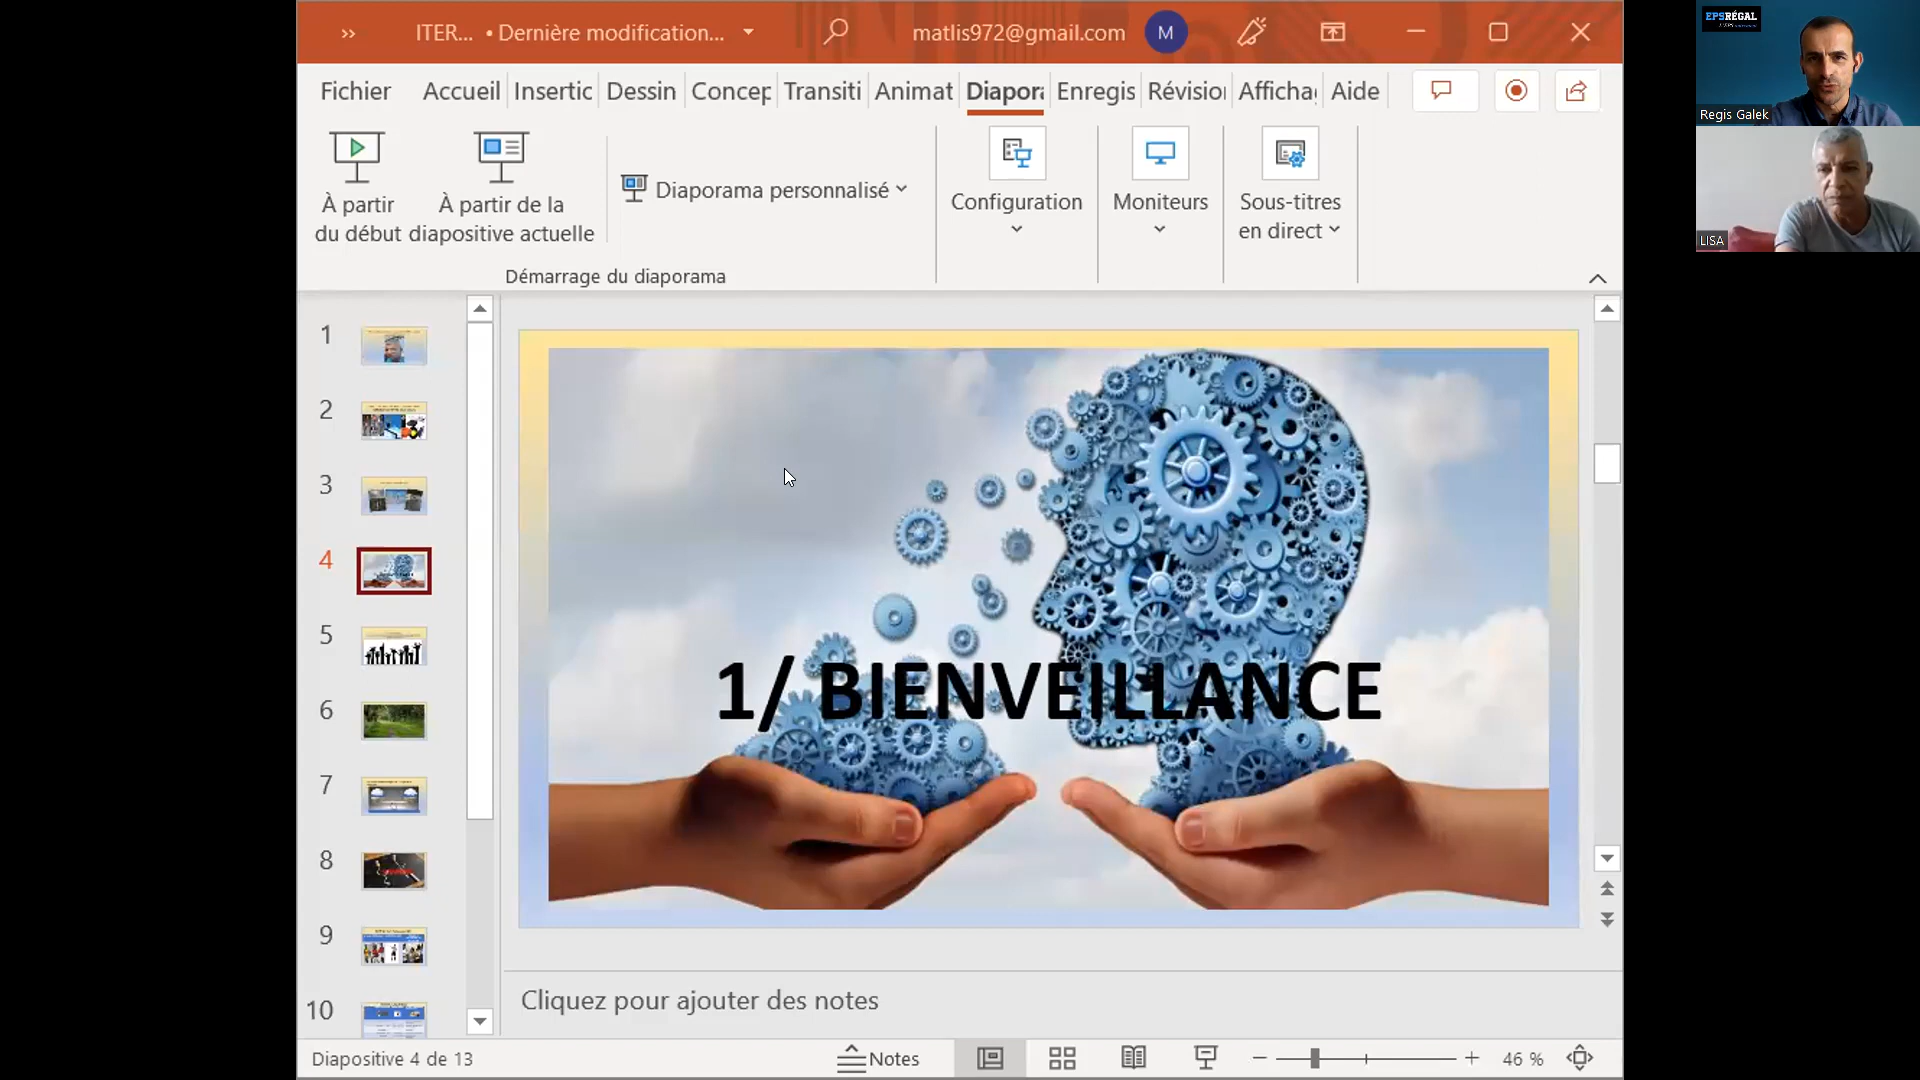 ITER... • Dernière modification...
matlis972@gmail.com
M
Fichier
Accueil
Insertic
Dessin
Concep
Transiti
Animat
Diapora
Enregis
Révision
Affichag
Aide
À partir
du début
À partir de la
diapositive actuelle
Diaporama personnalisé
Configuration
Moniteurs
Sous-titres
en direct
Démarrage du diaporama
1
2
3
4
5
6
7
8
9
10
1/ BIENVEILLANCE
Cliquez pour ajouter des notes
Diapositive 4 de 13
Notes
46 %
EPSRÉGAL
Regis Galek
LISA